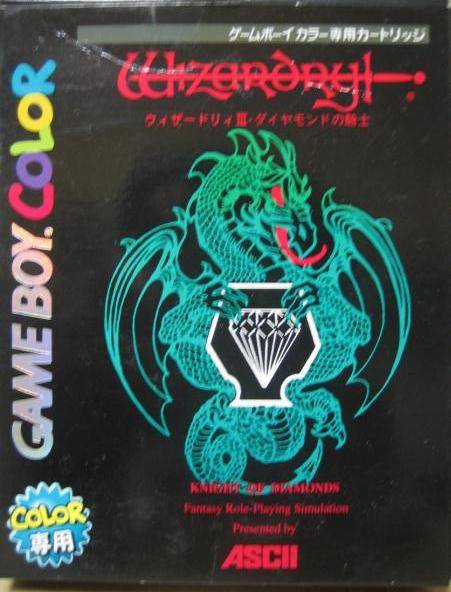 ゲームボーイカラー専用カートリッジ
Wizardry
ウィザードリィⅢ・ダイヤモンドの騎士
GAME BOY COLOR
KNIGHT OF DIAMONDS
Fantasy Role-Playing Simulation
Presented by
ASCII
COLOR
専用